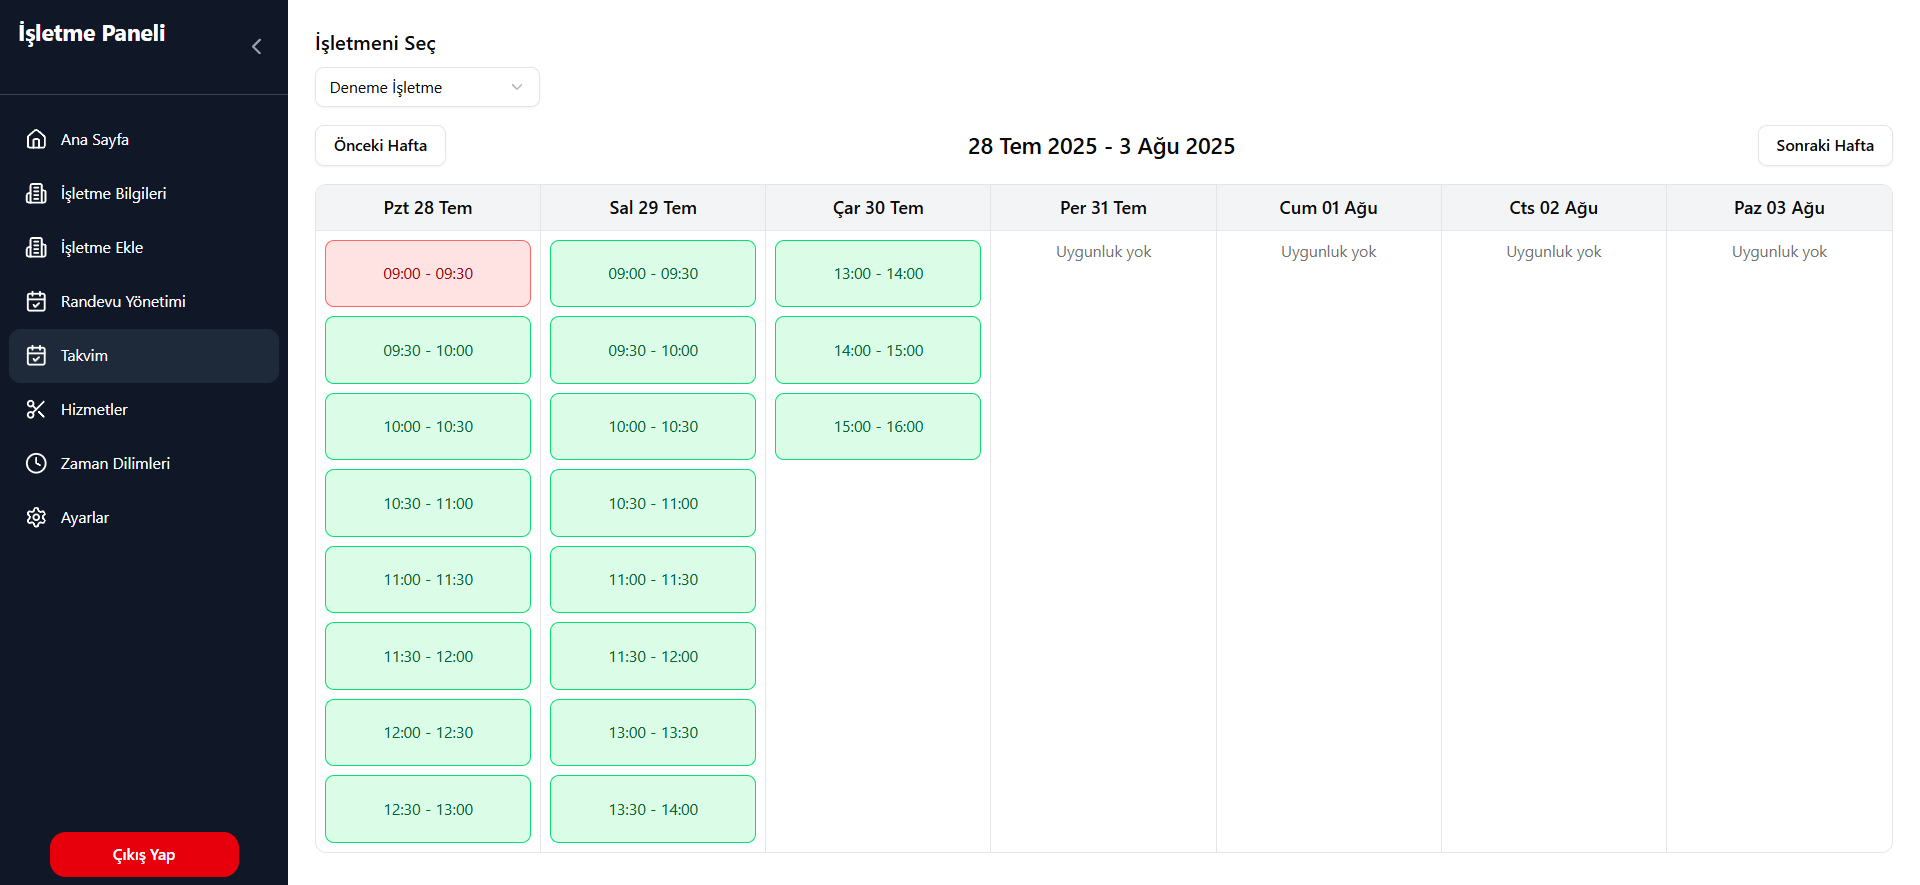 İşletme Paneli
Ana Sayfa
İşletme Bilgileri
İşletme Ekle
Randevu Yönetimi
Takvim
Hizmetler
Zaman Dilimleri
Ayarlar
Çıkış Yap
İşletmeni Seç
Deneme İşletme
Önceki Hafta
28 Tem 2025 - 3 Ağu 2025
Sonraki Hafta
Pzt 28 Tem
09:00 - 09:30
09:30 - 10:00
10:00 - 10:30
10:30 - 11:00
11:00 - 11:30
11:30 - 12:00
12:00 - 12:30
12:30 - 13:00
Sal 29 Tem
09:00 - 09:30
09:30 - 10:00
10:00 - 10:30
10:30 - 11:00
11:00 - 11:30
11:30 - 12:00
13:00 - 13:30
13:30 - 14:00
Çar 30 Tem
13:00 - 14:00
14:00 - 15:00
15:00 - 16:00
Per 31 Tem
Uygunluk yok
Cum 01 Ağu
Uygunluk yok
Cts 02 Ağu
Uygunluk yok
Paz 03 Ağu
Uygunluk yok